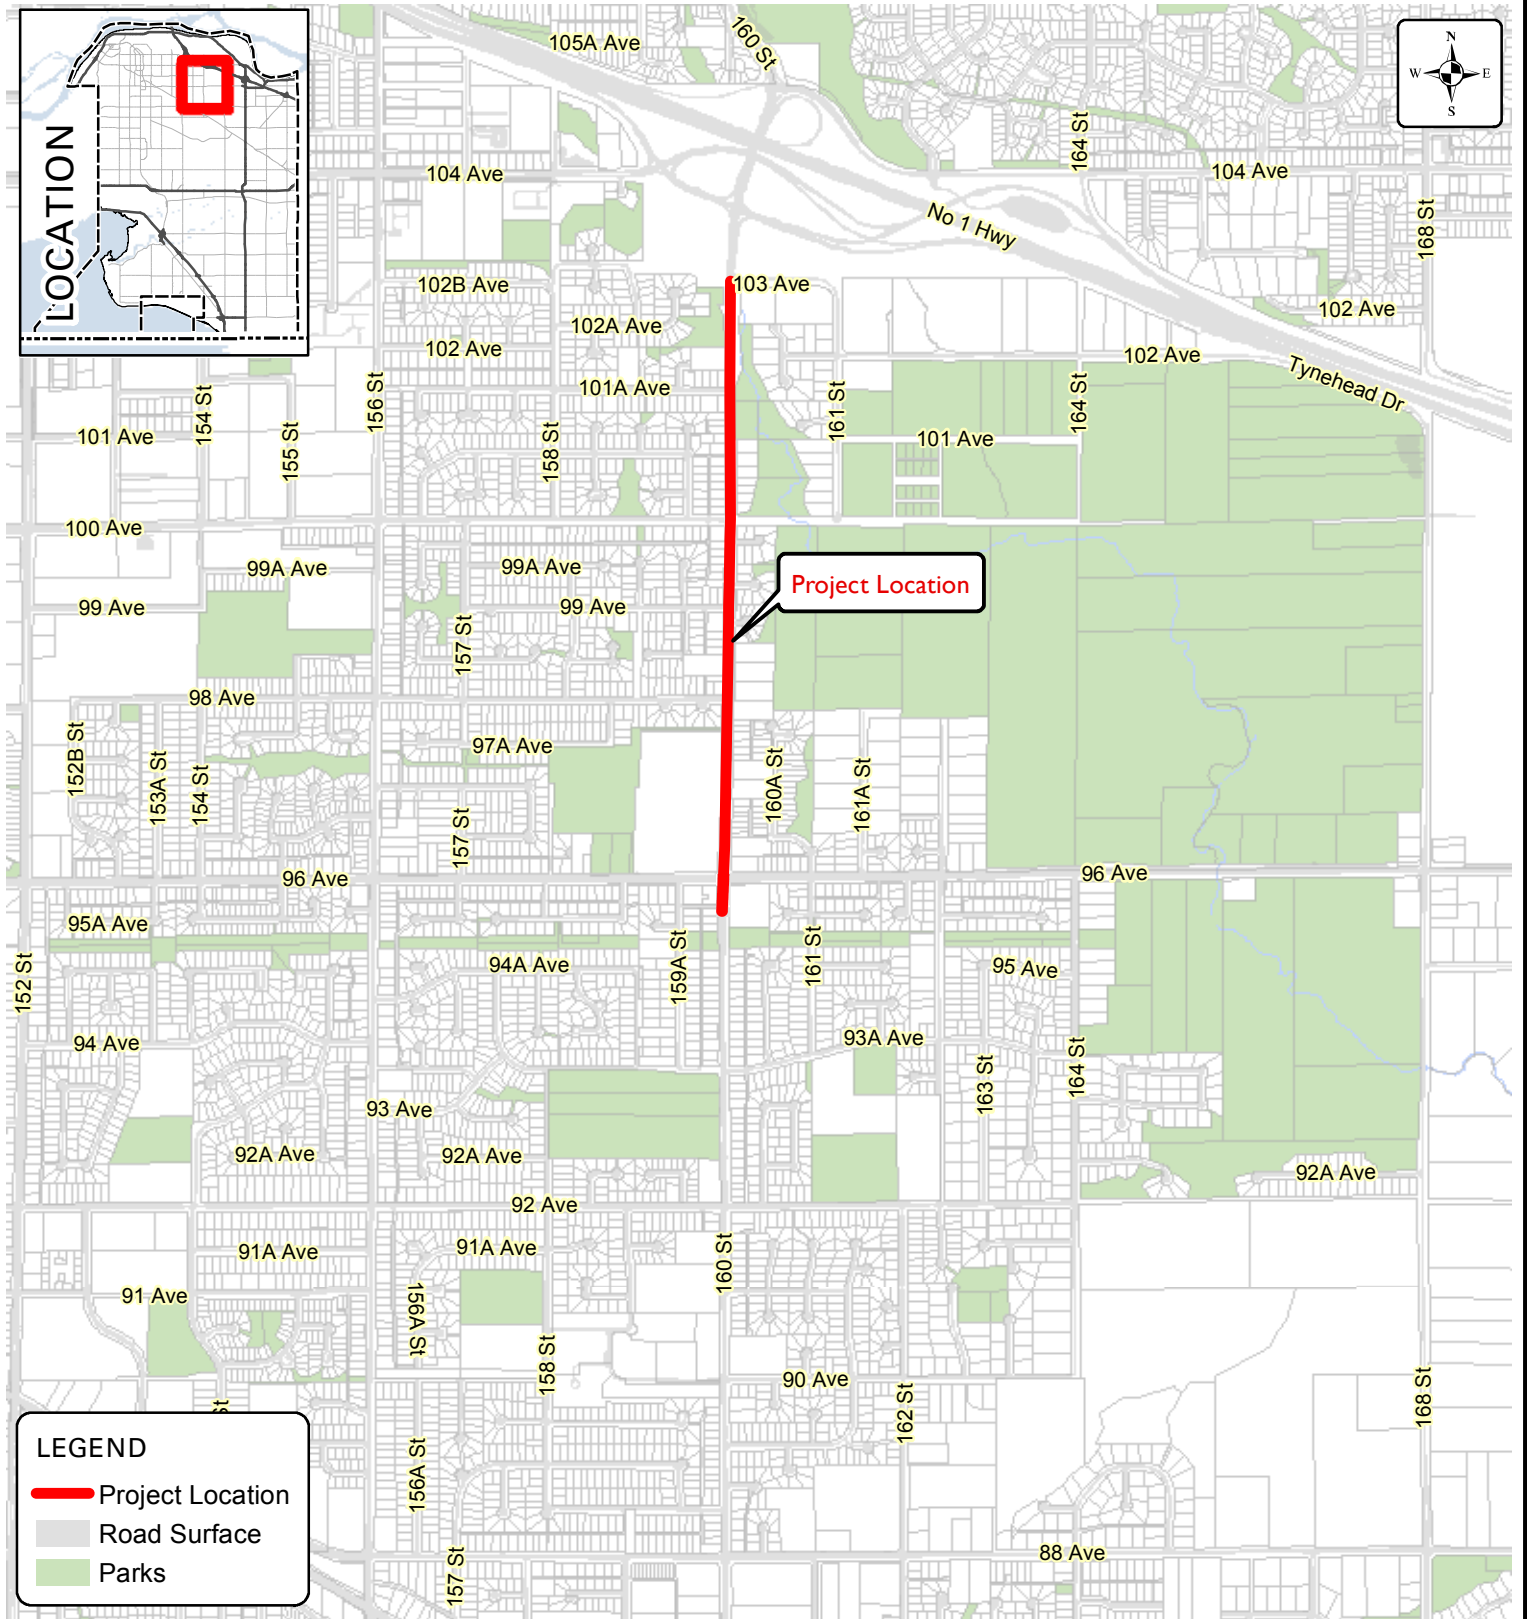 LOCATION
N
W
E
S
105A Ave
160 St
164 St
104 Ave
104 Ave
168 St
No 1 Hwy
102B Ave
103 Ave
102A Ave
102 Ave
102 Ave
102 Ave
Tynehead Dr
101A Ave
156 St
154 St
155 St
158 St
161 St
164 St
101 Ave
101 Ave
100 Ave
99A Ave
99A Ave
Project Location
99 Ave
99 Ave
157 St
98 Ave
97A Ave
152B St
153A St
154 St
157 St
160A St
161A St
96 Ave
96 Ave
95A Ave
152 St
94A Ave
159A St
161 St
95 Ave
94 Ave
93A Ave
163 St
164 St
93 Ave
92A Ave
92A Ave
92A Ave
92 Ave
91A Ave
91A Ave
160 St
91 Ave
156A St
158 St
90 Ave
162 St
168 St
St
156A St
157 St
88 Ave
LEGEND
Project Location
Road Surface
Parks